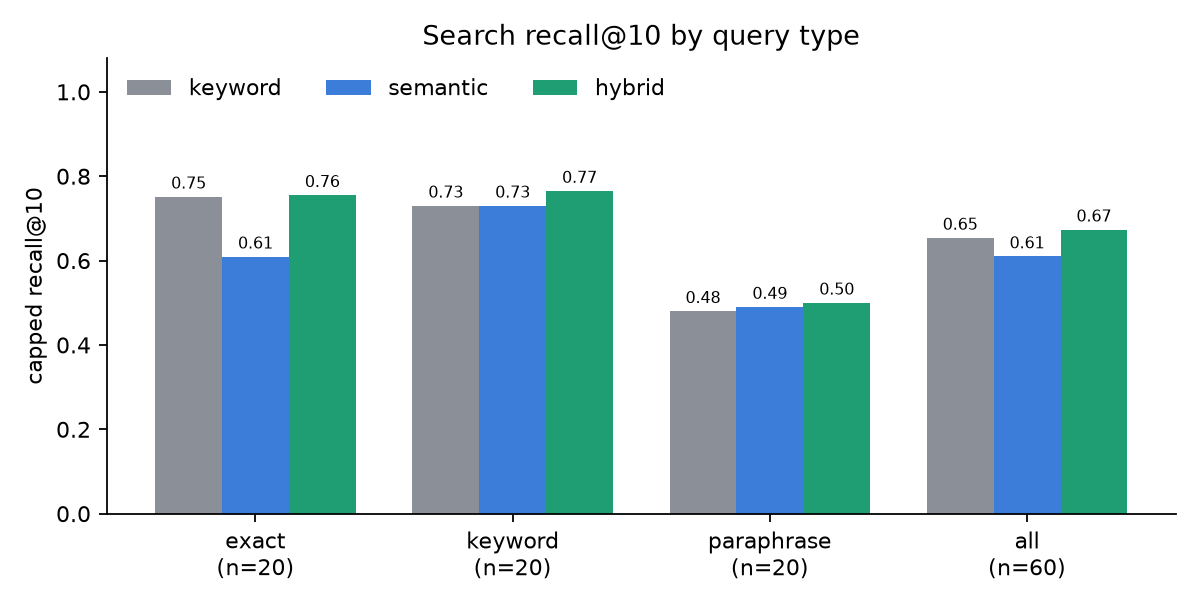 Search recall@10 by query type
keyword semantic hybrid
capped recall@10
1.0
0.8
0.6
0.4
0.2
0.0
0.75 0.61 0.76
0.73 0.73 0.77
0.48 0.49 0.50
0.65 0.61 0.67
exact
(n=20)
keyword
(n=20)
paraphrase
(n=20)
all
(n=60)